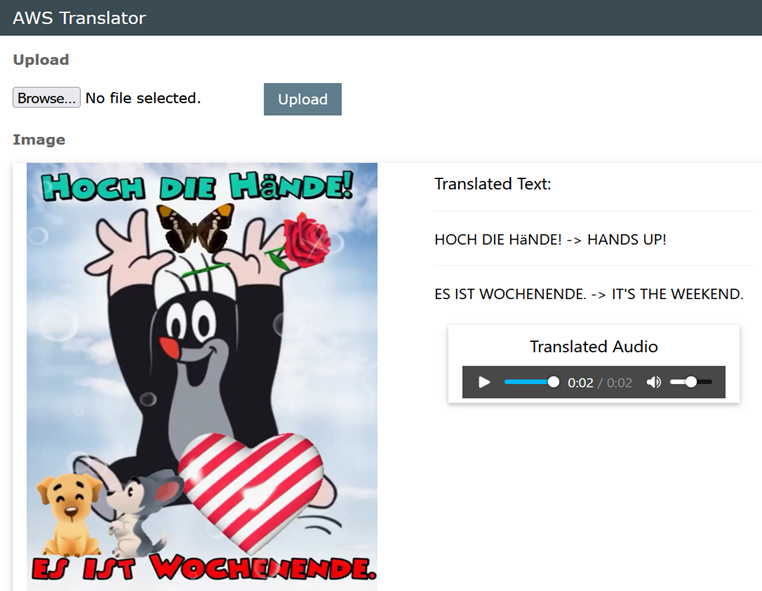 AWS Translator
Upload
Browse... No file selected. Upload
Image
HOCH DIE HäNDE!
ES IST WOCHENENDE.
Translated Text:
HOCH DIE HäNDE! -> HANDS UP!
ES IST WOCHENENDE. -> IT'S THE WEEKEND.
Translated Audio
0:02 / 0:02